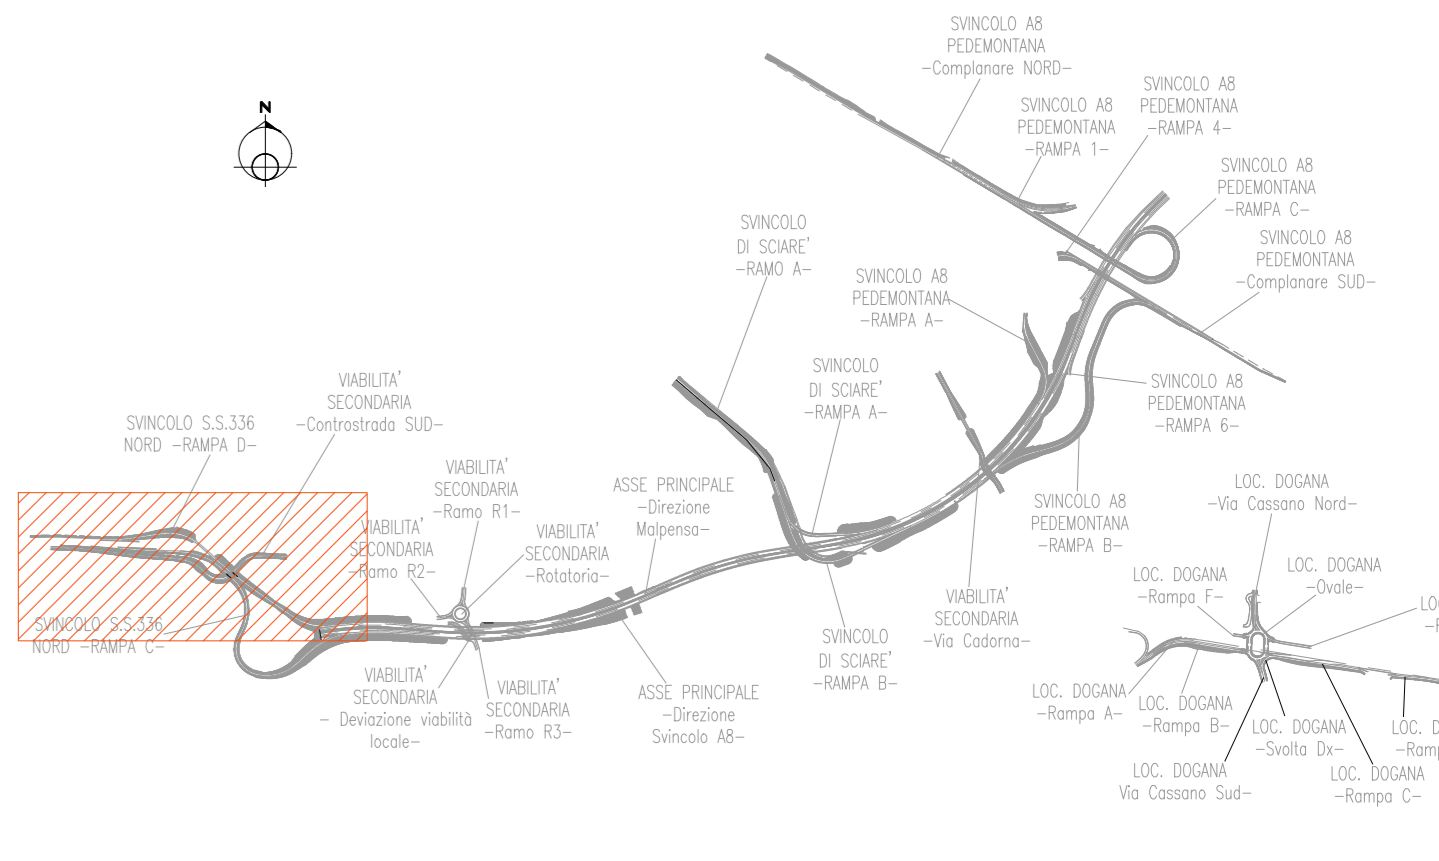 SVINCOLO A8
PEDEMONTANA
-Complanare NORD-
SVINCOLO A8
PEDEMONTANA
-RAMPA 4-
SVINCOLO A8
PEDEMONTANA
-RAMPA 1-
N
SVINCOLO A8
PEDEMONTANA
-RAMPA C-
SVINCOLO
DI SCIARE'
-RAMO A-
SVINCOLO A8
PEDEMONTANA
-Complanare SUD-
SVINCOLO A8
PEDEMONTANA
-RAMPA A-
SVINCOLO
DI SCIARE'
-RAMPA A-
VIABILITA'
SECONDARIA
-Controstrada SUD-
SVINCOLO A8
PEDEMONTANA
-RAMPA 6-
SVINCOLO S.S.336
NORD -RAMPA D-
VIABILITA'
SECONDARIA
-Ramo R1-
ASSE PRINCIPALE
-Direzione
Malpensa-
LOC. DOGANA
-Via Cassano Nord-
SVINCOLO A8
PEDEMONTANA
-RAMPA B-
VIABILITA'
SECONDARIA
-Ramo R2-
VIABILITA'
SECONDARIA
-Rotatoria-
LOC. DOGANA
-Rampa F-
LOC. DOGANA
-Ovale-
VIABILITA'
SECONDARIA
-Via Cadorna-
SVINCOLO S.S.336
NORD -RAMPA C-
SVINCOLO
DI SCIARE'
-RAMPA B-
VIABILITA'
SECONDARIA
- Deviazione viabilità
locale-
VIABILITA'
SECONDARIA
-Ramo R3-
ASSE PRINCIPALE
-Direzione
Svincolo A8-
LOC. DOGANA
-Rampa A-
LOC. DOGANA
-Rampa B-
LOC. DOGANA
-Svolta Dx-
LOC. DOGANA
Via Cassano Sud-
LOC. DOGANA
-Rampa C-
LOC.